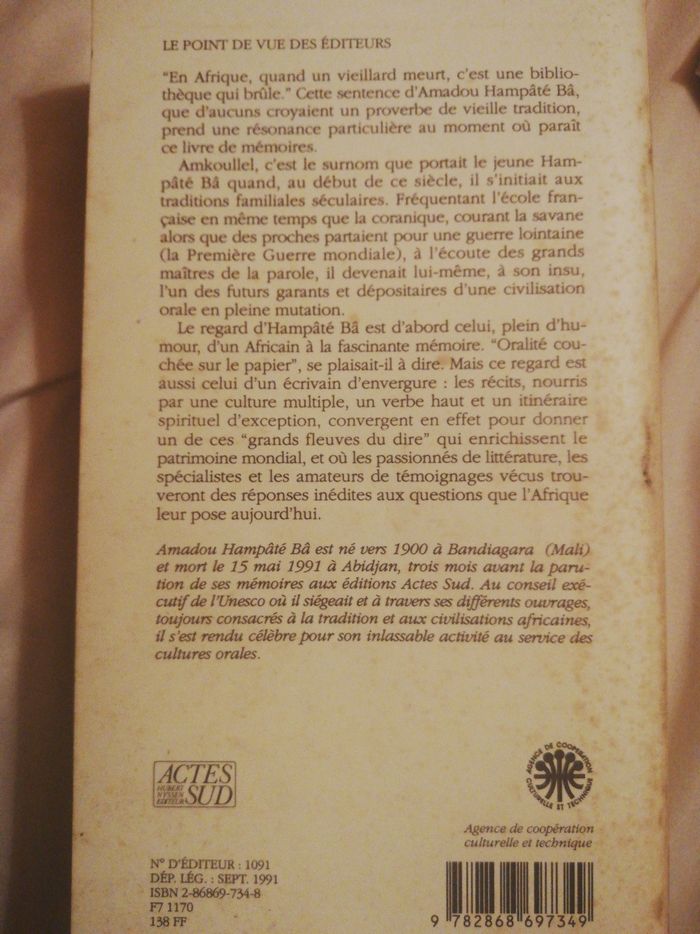 LE POINT DE VUE DES ÉDITEURS
"En Afrique, quand un vieillard meurt, c'est une biblio-
thèque qui brûle." Cette sentence d'Amadou Hampâté Bâ,
que d'aucuns croyaient un proverbe de vieille tradition,
prend une résonance particulière au moment où paraît
ce livre de mémoires.
Amkoullel, c'est le surnom que portait le jeune Ham-
pâté Bâ quand, au début de ce siècle, il s'initiait aux
traditions familiales séculaires. Fréquentant l'école fran-
çaise en même temps que la coranique, courant la savane
alors que des proches partaient pour une guerre lointaine
(la Première Guerre mondiale), à l'écoute des grands
maîtres de la parole, il devenait lui-même, à son insu,
l'un des futurs garants et dépositaires d'une civilisation
orale en pleine mutation.
Le regard d'Hampâté Bâ est d'abord celui, plein d'hu-
mour, d'un Africain à la fascinante mémoire. "Oralité cou-
chée sur le papier", se plaisait-il à dire. Mais ce regard est
aussi celui d'un écrivain d'envergure : les récits, nourris
par une culture multiple, un verbe haut et un itinéraire
spirituel d'exception, convergent en effet pour donner
un de ces "grands fleuves du dire" qui enrichissent le
patrimoine mondial, et où les passionnés de littérature, les
spécialistes et les amateurs de témoignages vécus trou-
veront des réponses inédites aux questions que l'Afrique
leur pose aujourd'hui.
Amadou Hampâté Bâ est né vers 1900 à Bandiagara (Mali)
et mort le 15 mai 1991 à Abidjan, trois mois avant la paru-
tion de ses mémoires aux éditions Actes Sud. Au conseil exé-
cutif de l'Unesco où il siégeait et à travers ses différents ouvrages,
toujours consacrés à la tradition et aux civilisations africaines,
il s'est rendu célèbre pour son inlassable activité au service des
cultures orales.
ACTES
HUBERT
NYSSEN
ÉDITEUR
SUD
AGENCE DE COOPÉRATION
CULTURELLE ET TECHNIQUE
Agence de coopération
culturelle et technique
N° D'ÉDITEUR : 1091
DÉP. LÉG. : SEPT. 1991
ISBN 2-86869-734-8
F7 1170
138 FF
9 782868 697349